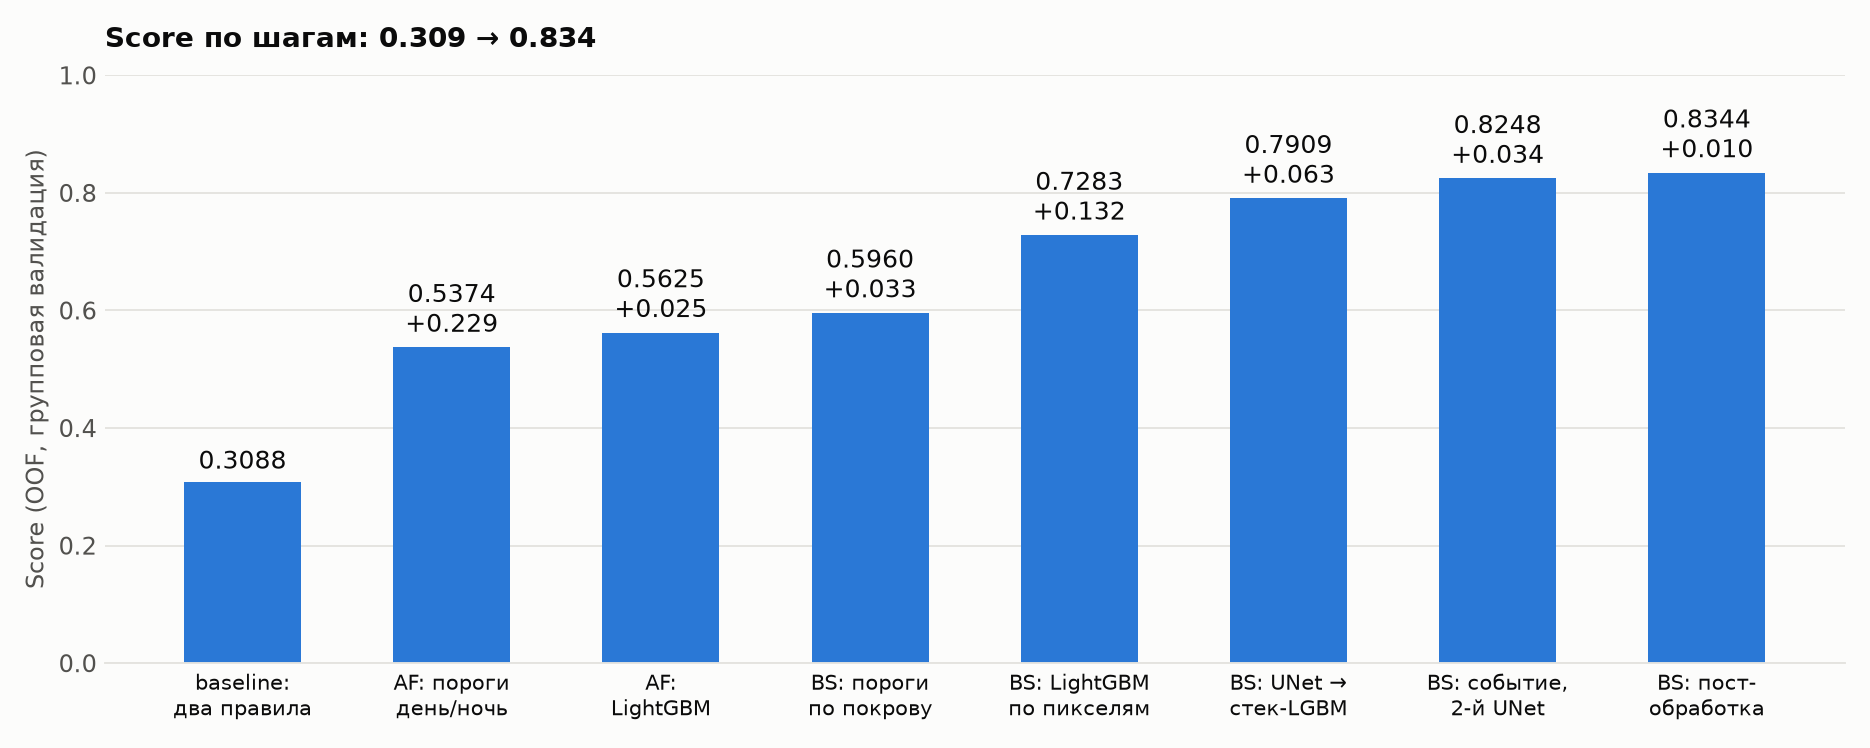 Score по шагам: 0.309 → 0.834
Score (OOF, групповая валидация)
1.0
0.8
0.6
0.4
0.2
0.0
0.3088
0.5374
+0.229
0.5625
+0.025
0.5960
+0.033
0.7283
+0.132
0.7909
+0.063
0.8248
+0.034
0.8344
+0.010
baseline:
два правила
AF: пороги
день/ночь
AF:
LightGBM
BS: пороги
по покрову
BS: LightGBM
по пикселям
BS: UNet →
стек-LGBM
BS: событие,
2-й UNet
BS: пост-
обработка